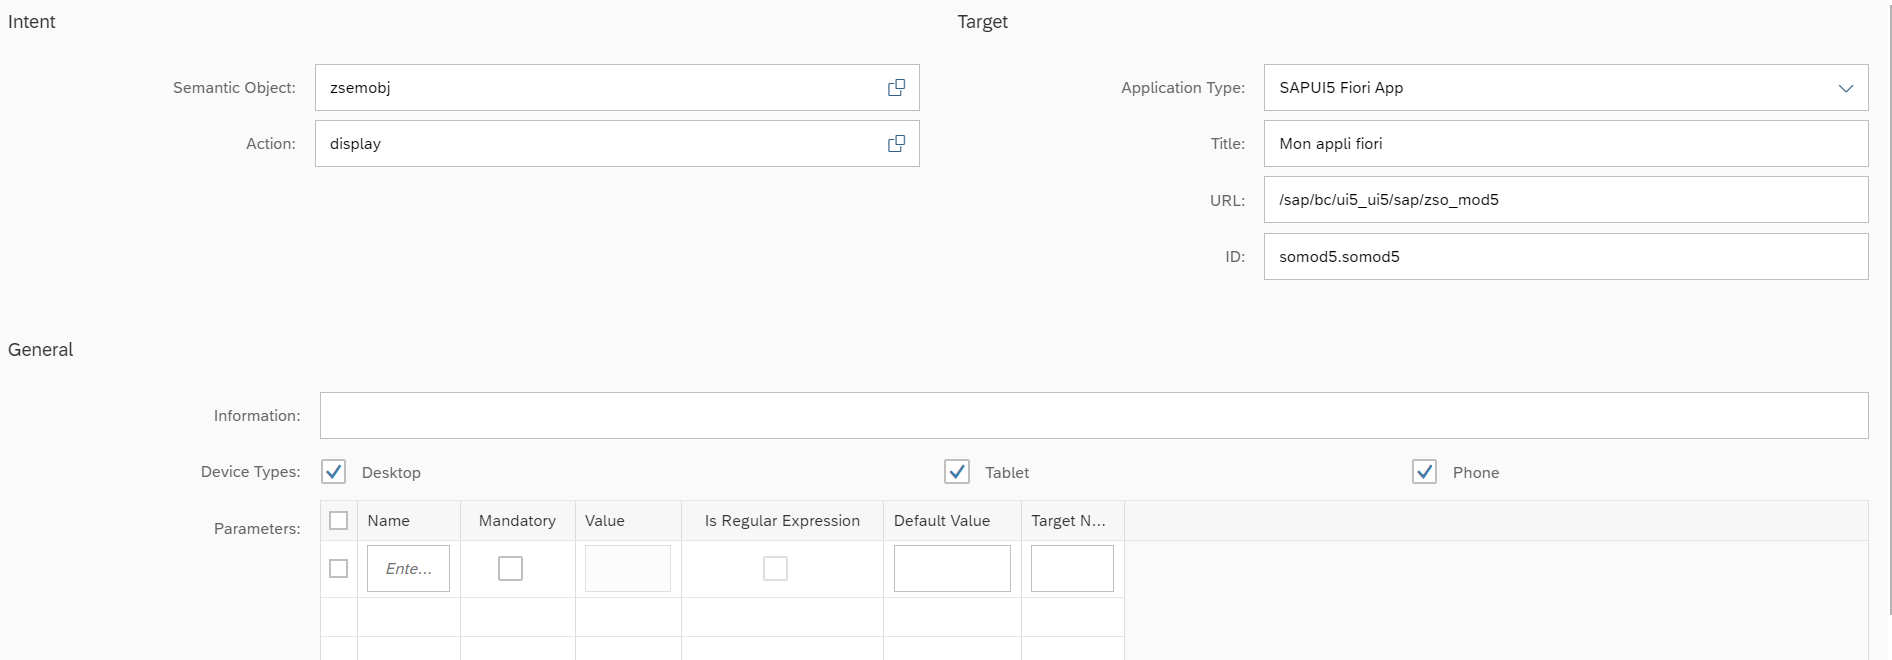 Intent
Semantic Object: zsemobj
Action: display
Target
Application Type: SAPUI5 Fiori App
Title: Mon appli fiori
URL: /sap/bc/ui5_ui5/sap/zso_mod5
ID: somod5.somod5
General
Information:
Device Types: Desktop Tablet Phone
Parameters:
Name Mandatory Value Is Regular Expression Default Value Target N...
Ente...